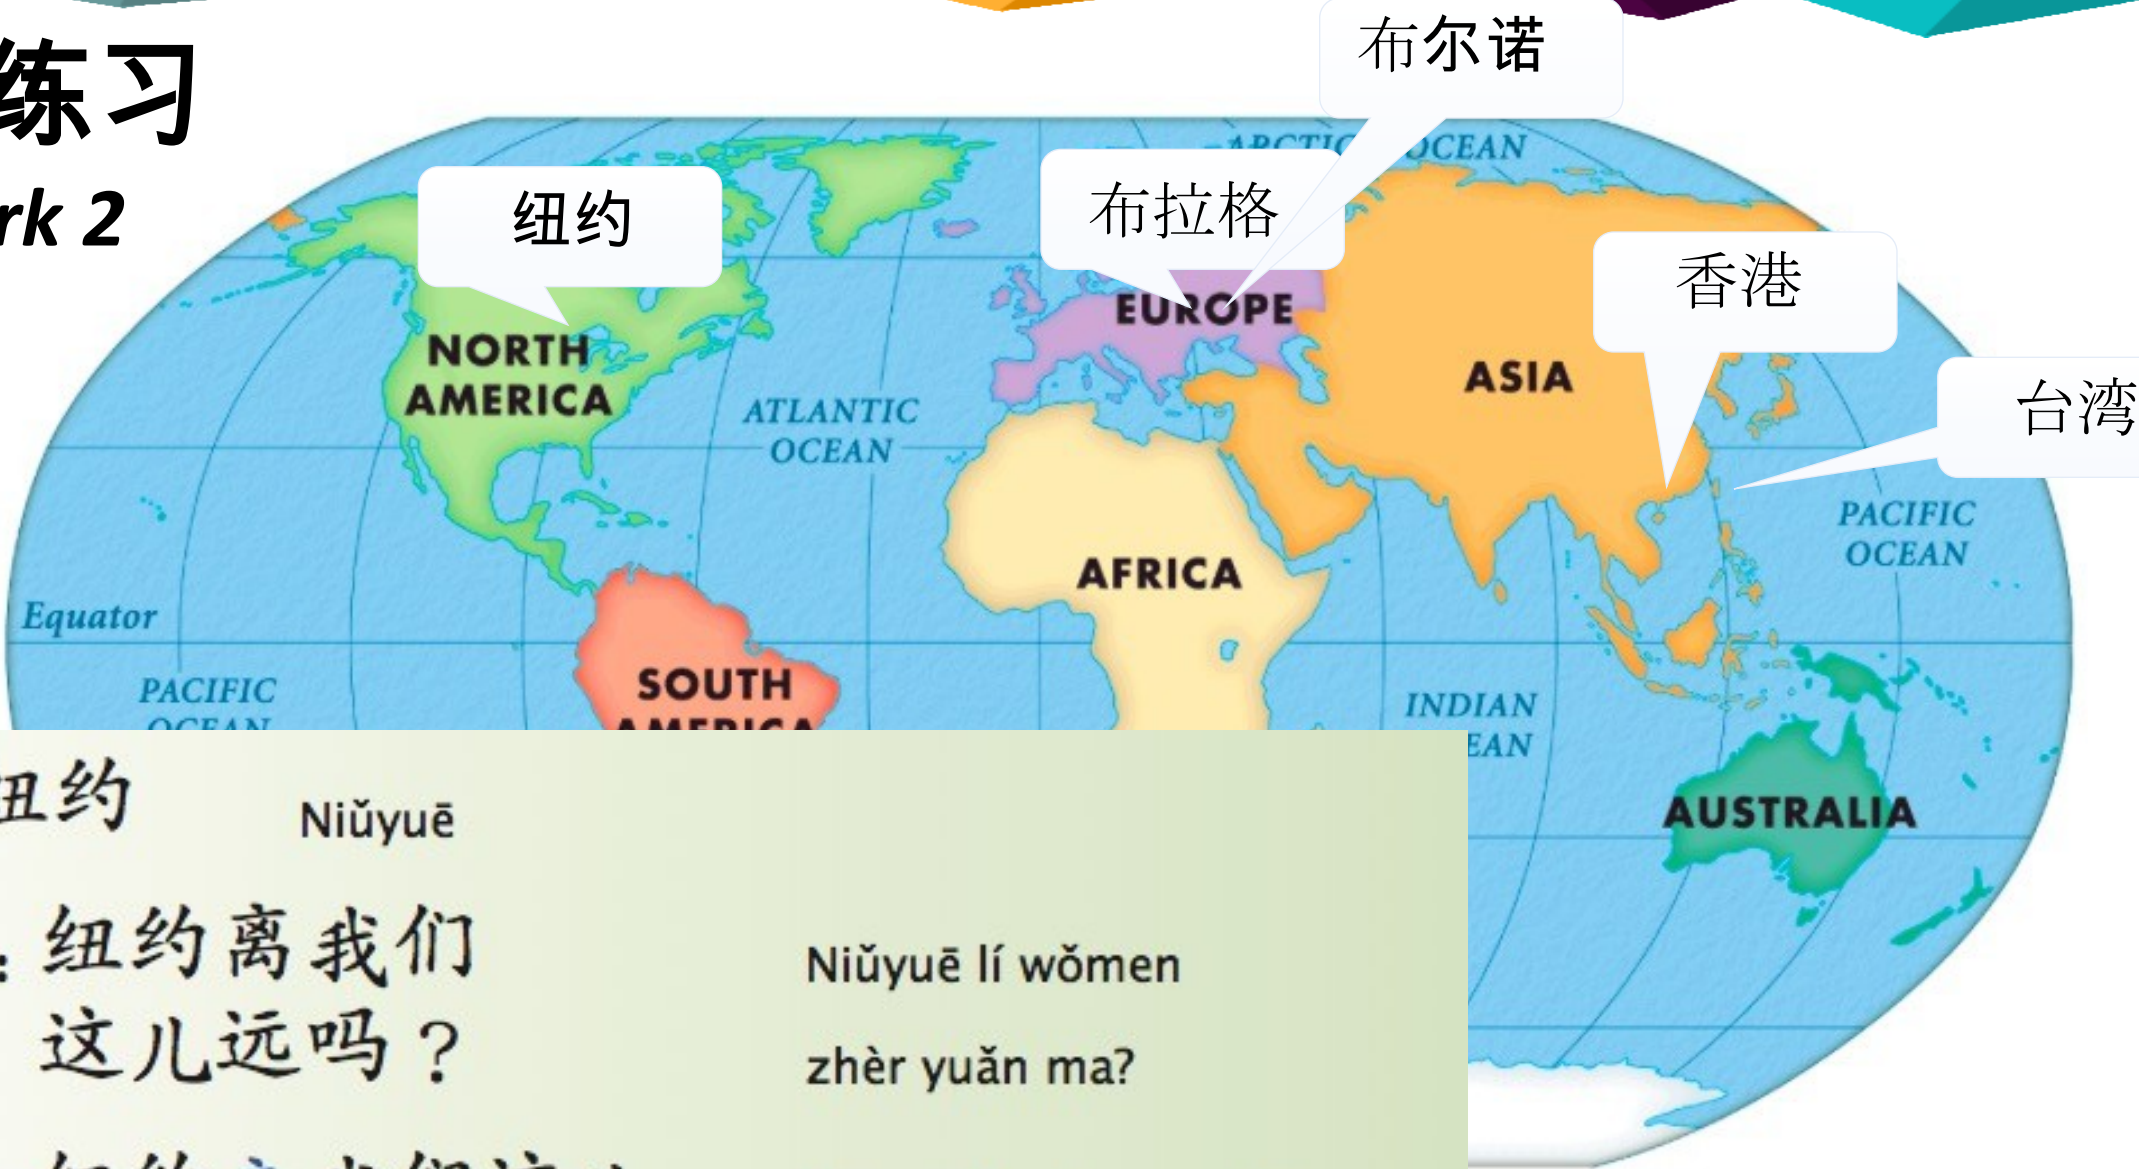 练习
rk 2
布尔诺
纽约
布拉格
香港
台湾
ARCTIC OCEAN
NORTH
AMERICA
EUROPE
ASIA
ATLANTIC
OCEAN
AFRICA
PACIFIC
OCEAN
Equator
SOUTH
AMERICA
PACIFIC
OCEAN
INDIAN
EAN
AUSTRALIA
纽约 Niǔyuē
：纽约离我们 Niǔyuē lí wǒmen
这儿远吗？ zhèr yuǎn ma?